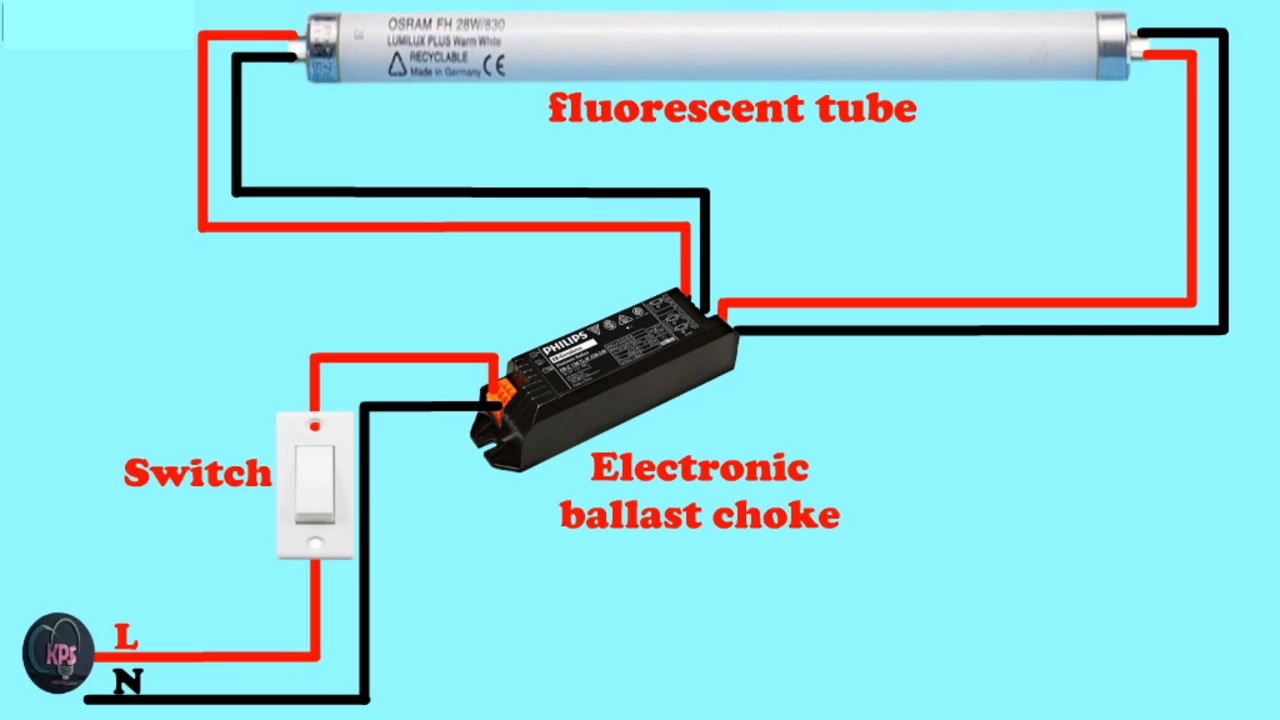 OSRAM FH 28W/830
LUMILUX PLUS Warm White
RECYCLABLE
Made in Germany CE
fluorescent tube
PHILIPS
Electronic
ballast choke
Switch
L
KPs
N